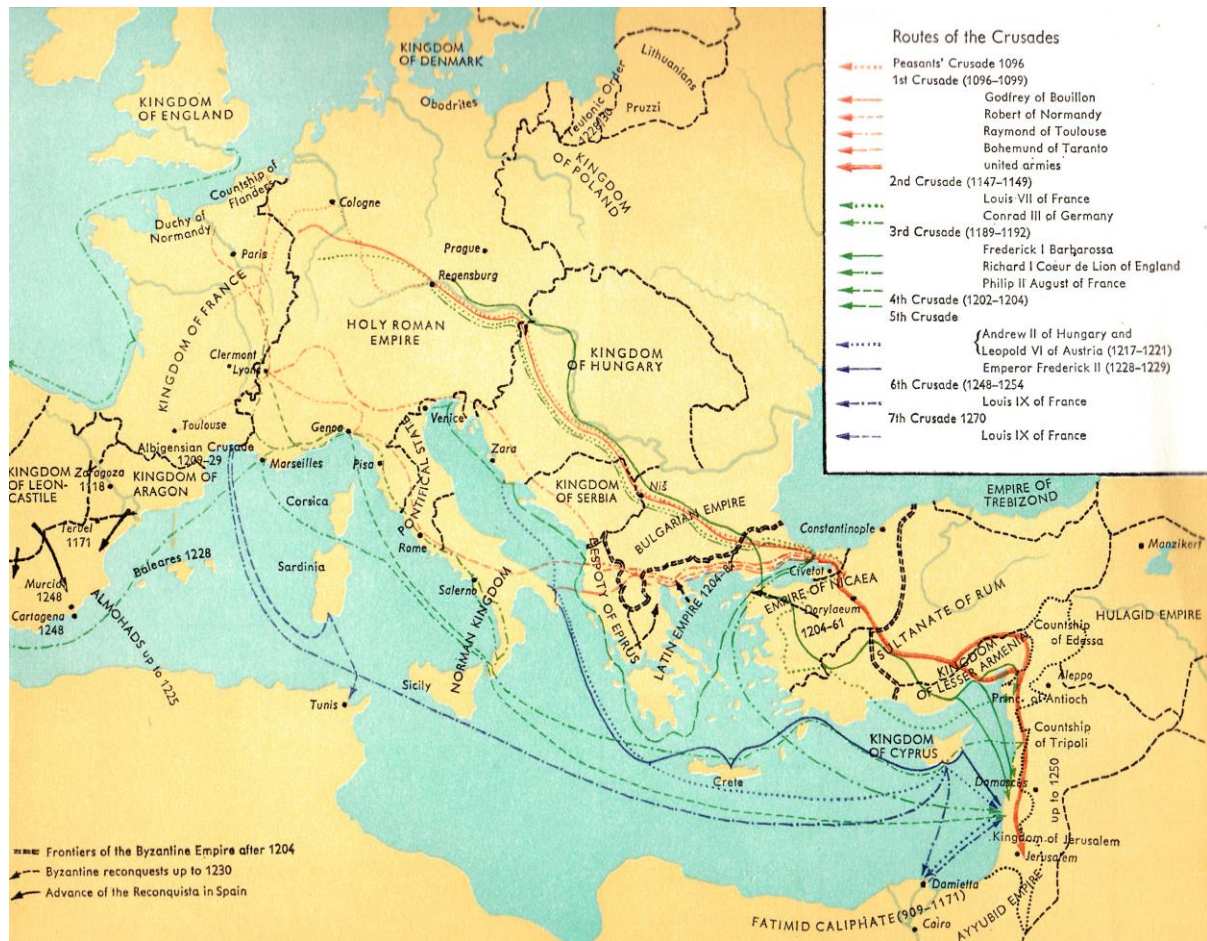 Routes of the Crusades
Peasants' Crusade 1096
1st Crusade (1096–1099)
Godfrey of Bouillon
Robert of Normandy
Raymond of Toulouse
Bohemund of Taranto
united armies
2nd Crusade (1147–1149)
Louis VII of France
Conrad III of Germany
3rd Crusade (1189–1192)
Frederick I Barbarossa
Richard I Coeur de Lion of England
Philip II August of France
4th Crusade (1202–1204)
5th Crusade
Andrew II of Hungary and
Leopold VI of Austria (1217–1221)
Emperor Frederick II (1228–1229)
6th Crusade (1248–1254
Louis IX of France
7th Crusade 1270
Louis IX of France
KINGDOM
OF DENMARK
Lithuanians
Teutonic Order
Pruzzi
Obodrites
KINGDOM
OF ENGLAND
KINGDOM
OF POLAND
Countship of
Flanders
Cologne
Duchy of
Normandy
Paris
Prague
Regensburg
KINGDOM OF FRANCE
HOLY ROMAN
EMPIRE
KINGDOM
OF HUNGARY
Clermont
Lyons
Toulouse
Genoa
Venice
Albigensian Crusade
1209–29
Marseilles
Pisa
Zara
KINGDOM
OF LEON-
CASTILE
Zaragoza
1118
KINGDOM OF
ARAGON
Corsica
PONTIFICAL STATE
KINGDOM
OF SERBIA
Niš
BULGARIAN EMPIRE
EMPIRE OF
TREBIZOND
Constantinople
Manzikert
Teruel
1171
Baleares 1228
Rome
Sardinia
Murcia
1248
Cartagena
1248
Salerno
DESPOTY OF EPIRUS
LATIN EMPIRE
Civetot
EMPIRE OF NICAEA
Dorylaeum
1204–61
SULTANATE OF RUM
HULAGID EMPIRE
ALMOHADS up to 1225
NORMAN KINGDOM
Sicily
Tunis
KINGDOM
OF LESSER ARMENIA
Countship
of Edessa
Aleppo
Princ. of Antioch
KINGDOM
OF CYPRUS
Countship
of Tripoli
Crete
Damascus
up to 1250
Kingdom of Jerusalem
Jerusalem
Damietta
FATIMID CALIPHATE (909–1171)
Cairo
AYYUBID EMPIRE
Frontiers of the Byzantine Empire after 1204
Byzantine reconquests up to 1230
Advance of the Reconquista in Spain